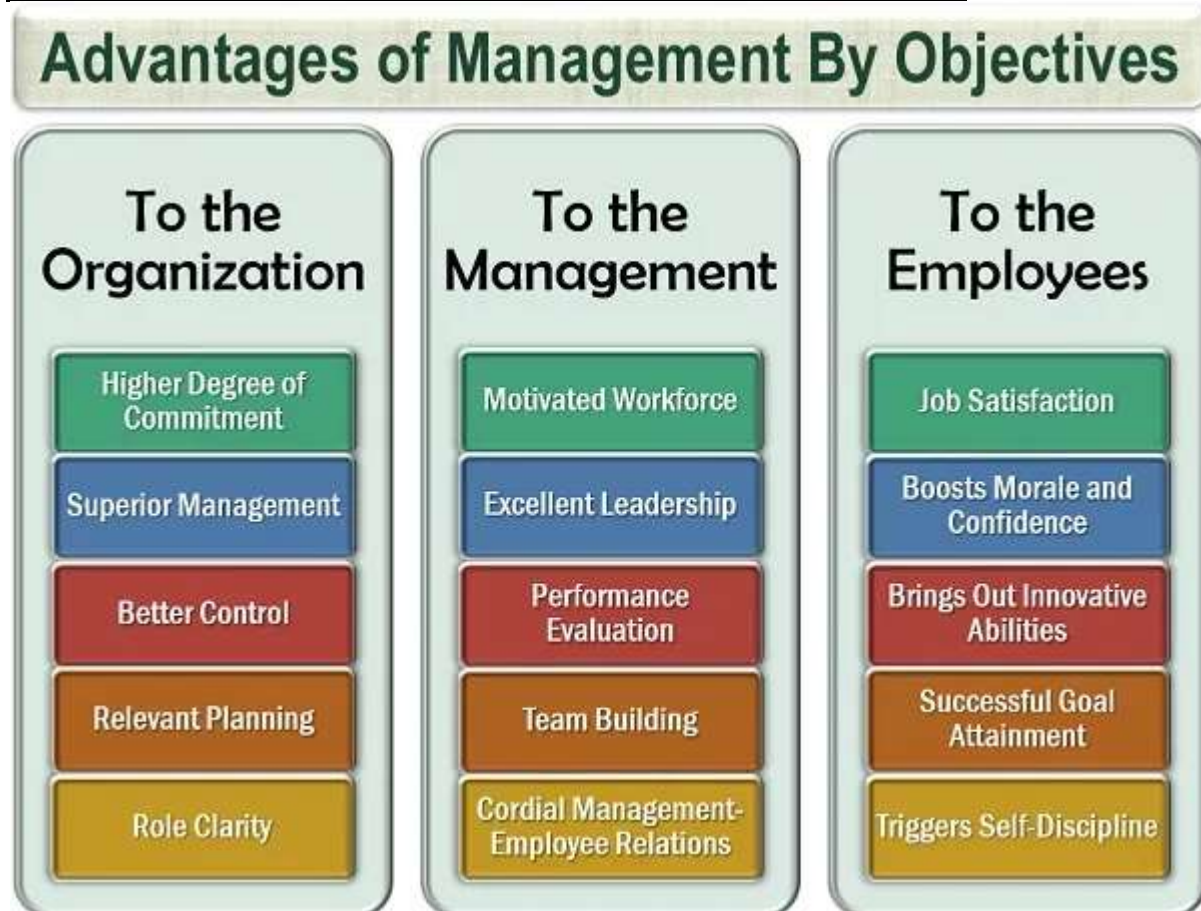 Advantages of Management By Objectives
To the
Organization
Higher Degree of
Commitment
Superior Management
Better Control
Relevant Planning
Role Clarity
To the
Management
Motivated Workforce
Excellent Leadership
Performance
Evaluation
Team Building
Cordial Management-
Employee Relations
To the
Employees
Job Satisfaction
Boosts Morale and
Confidence
Brings Out Innovative
Abilities
Successful Goal
Attainment
Triggers Self-Discipline